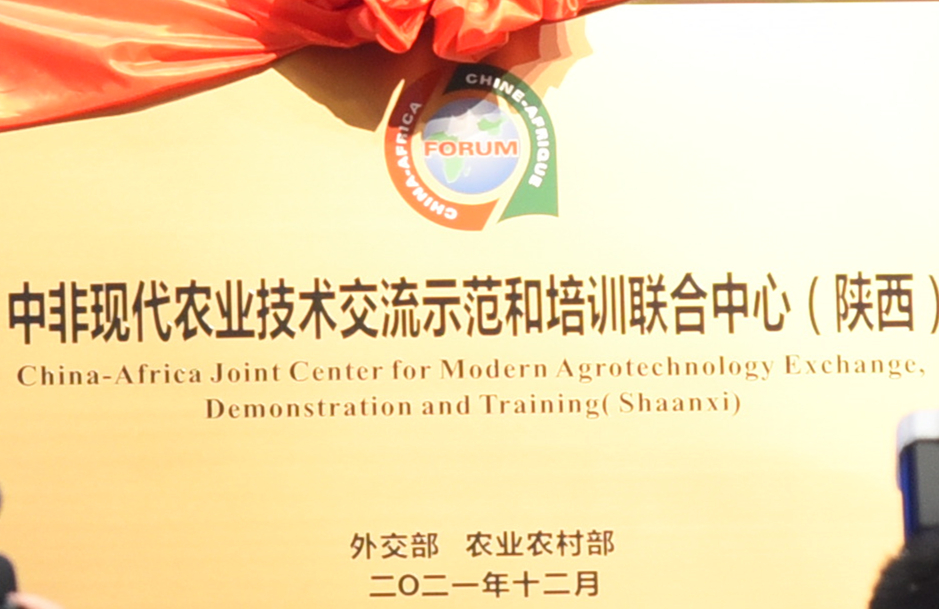 CHINE-AFRIQUE
CHINA-AFRICA
FORUM
中非现代农业技术交流示范和培训联合中心（陕西）
China-Africa Joint Center for Modern Agrotechnology Exchange,
Demonstration and Training( Shaanxi)
外交部 农业农村部
二〇二一年十二月